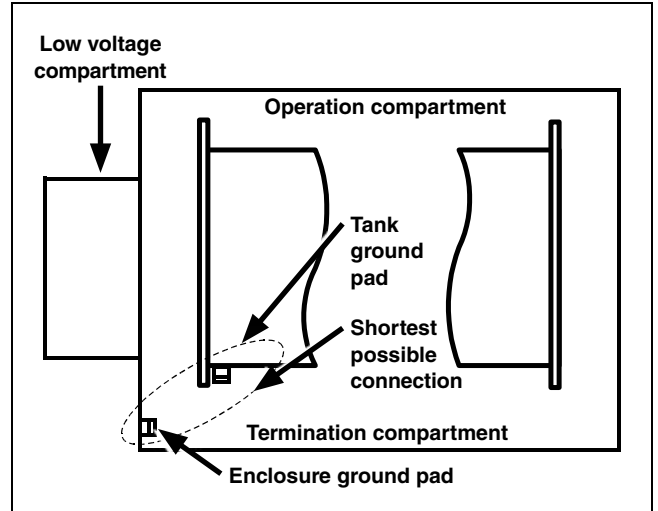 Low voltage
compartment
Operation compartment
Tank
ground
pad
Shortest
possible
connection
Termination compartment
Enclosure ground pad